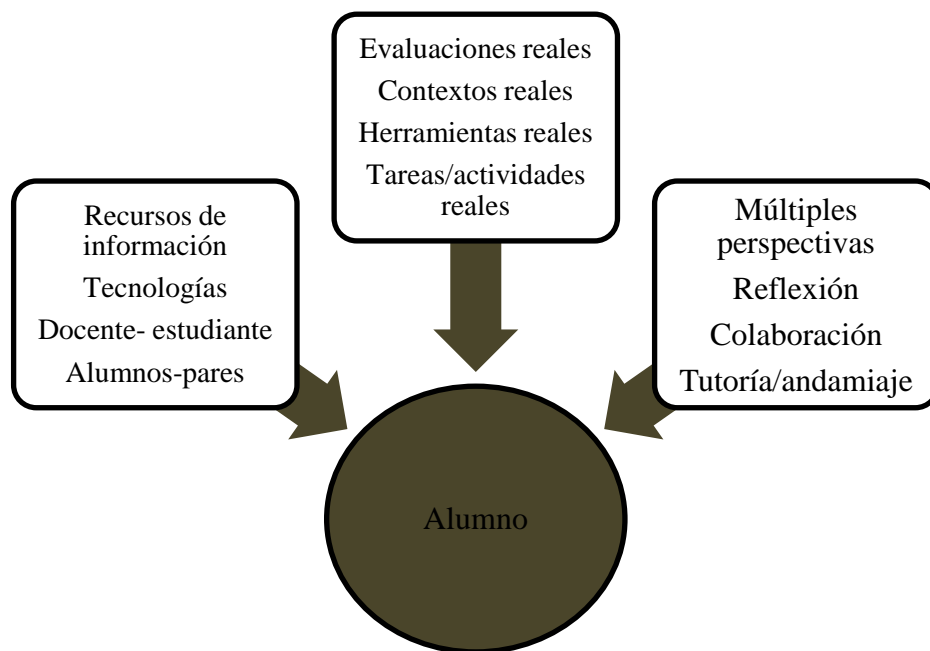 Evaluaciones reales
Contextos reales
Herramientas reales
Tareas/actividades
reales
Recursos de
información
Tecnologías
Docente- estudiante
Alumnos-pares
Múltiples
perspectivas
Reflexión
Colaboración
Tutoría/andamiaje
Alumno